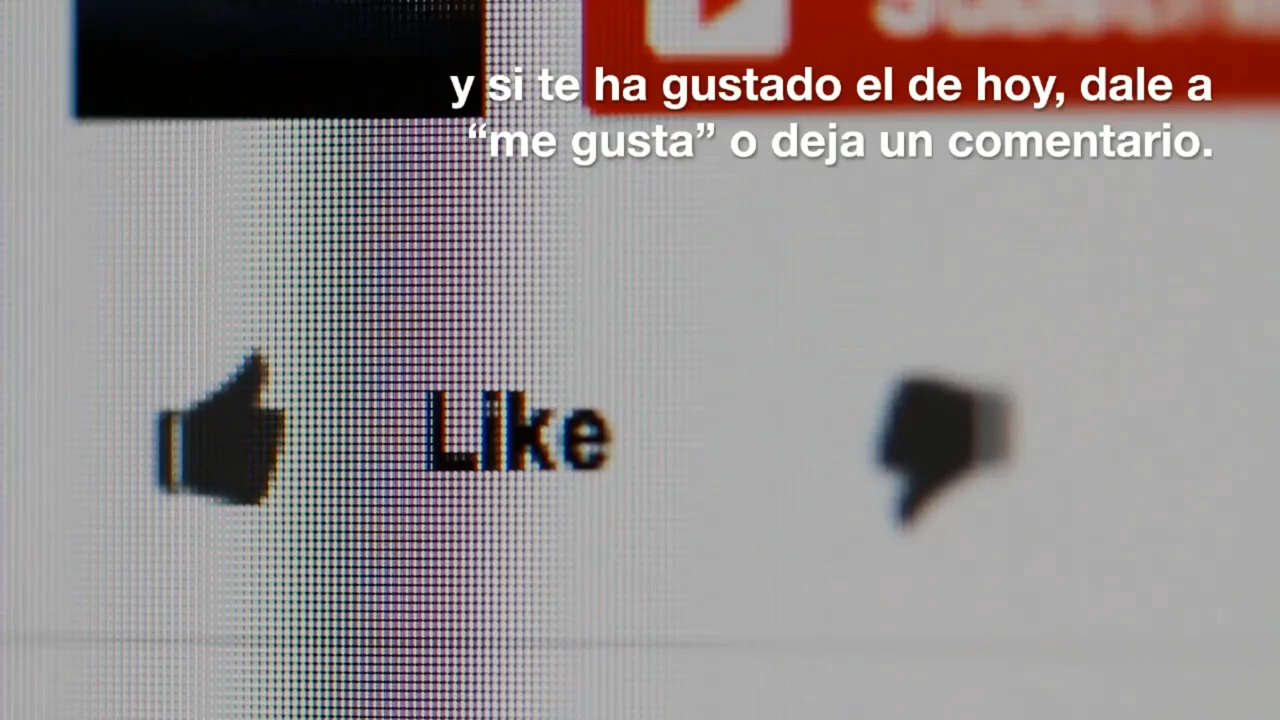 y si te ha gustado el de hoy, dale a
“me gusta” o deja un comentario.
Like